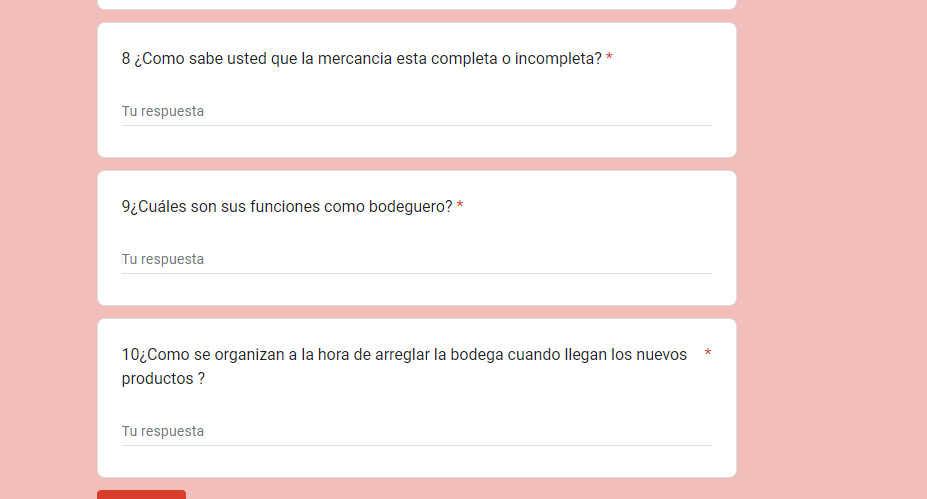 8 ¿Como sabe usted que la mercancia esta completa o incompleta? *
Tu respuesta
9¿Cuáles son sus funciones como bodeguero? *
Tu respuesta
10¿Como se organizan a la hora de arreglar la bodega cuando llegan los nuevos *
productos ?
Tu respuesta